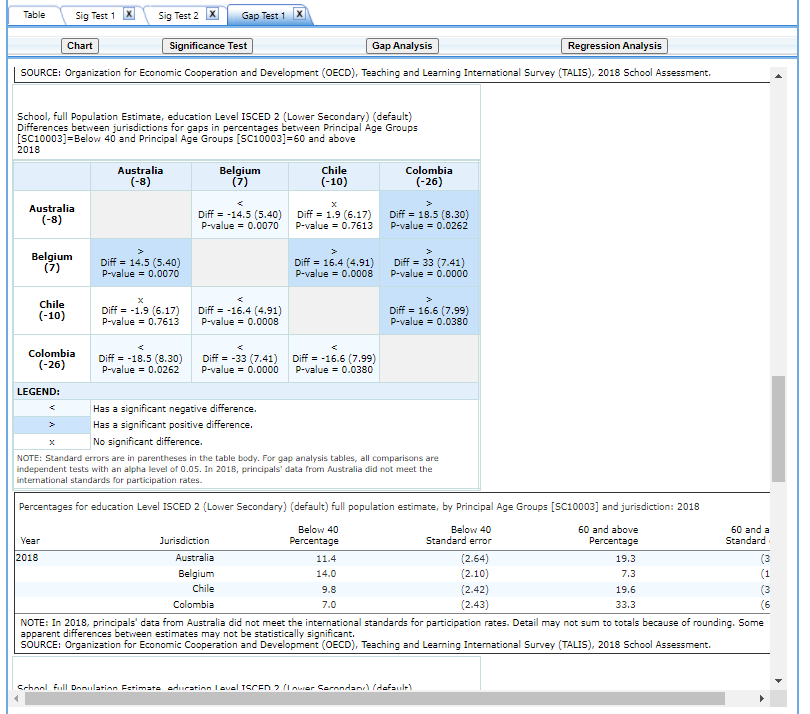 Table Sig Test 1 X Sig Test 2 X Gap Test 1 X
Chart Significance Test Gap Analysis Regression Analysis
SOURCE: Organization for Economic Cooperation and Development (OECD), Teaching and Learning International Survey (TALIS), 2018 School Assessment.
School, full Population Estimate, education Level ISCED 2 (Lower Secondary) (default)
Differences between jurisdictions for gaps in percentages between Principal Age Groups
[SC10003]=Below 40 and Principal Age Groups [SC10003]=60 and above
2018
Australia Belgium Chile Colombia
(-8) (7) (-10) (-26)
< x >
Australia Diff = -14.5 (5.40) Diff = 1.9 (6.17) Diff = 18.5 (8.30)
(-8) P-value = 0.0070 P-value = 0.7613 P-value = 0.0262
> > >
Belgium Diff = 14.5 (5.40) Diff = 16.4 (4.91) Diff = 33 (7.41)
(7) P-value = 0.0070 P-value = 0.0008 P-value = 0.0000
x < >
Chile Diff = -1.9 (6.17) Diff = -16.4 (4.91) Diff = 16.6 (7.99)
(-10) P-value = 0.7613 P-value = 0.0008 P-value = 0.0380
< < <
Colombia Diff = -18.5 (8.30) Diff = -33 (7.41) Diff = -16.6 (7.99)
(-26) P-value = 0.0262 P-value = 0.0000 P-value = 0.0380
LEGEND:
< Has a significant negative difference.
> Has a significant positive difference.
x No significant difference.
NOTE: Standard errors are in parentheses in the table body. For gap analysis tables, all comparisons are
independent tests with an alpha level of 0.05. In 2018, principals' data from Australia did not meet the
international standards for participation rates.
Percentages for education Level ISCED 2 (Lower Secondary) (default) full population estimate, by Principal Age Groups [SC10003] and jurisdiction: 2018
Below 40 Below 40 60 and above 60 and a
Year Jurisdiction Percentage Standard error Percentage Standard
2018 Australia 11.4 (2.64) 19.3 (3
Belgium 14.0 (2.10) 7.3 (1
Chile 9.8 (2.42) 19.6 (3
Colombia 7.0 (2.43) 33.3 (6
NOTE: In 2018, principals' data from Australia did not meet the international standards for participation rates. Detail may not sum to totals because of rounding. Some
apparent differences between estimates may not be statistically significant.
SOURCE: Organization for Economic Cooperation and Development (OECD), Teaching and Learning International Survey (TALIS), 2018 School Assessment.
School, full Population Estimate, education Level ISCED 2 (Lower Secondary) (default)